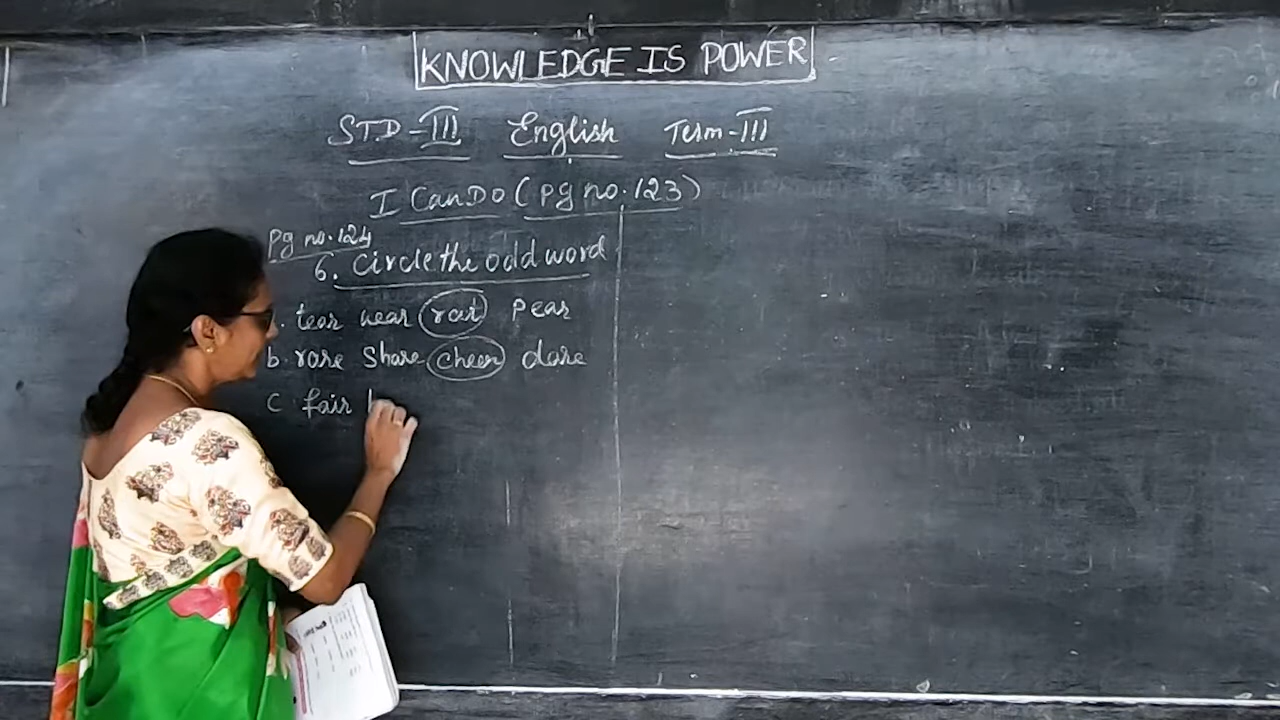 KNOWLEDGE IS POWER
STD-III English Term-III
I Can Do (Pg no. 123)
Pg no. 124
6. Circle the odd word
tear wear rat Pear
b. rare Share cheer dare
c. fair